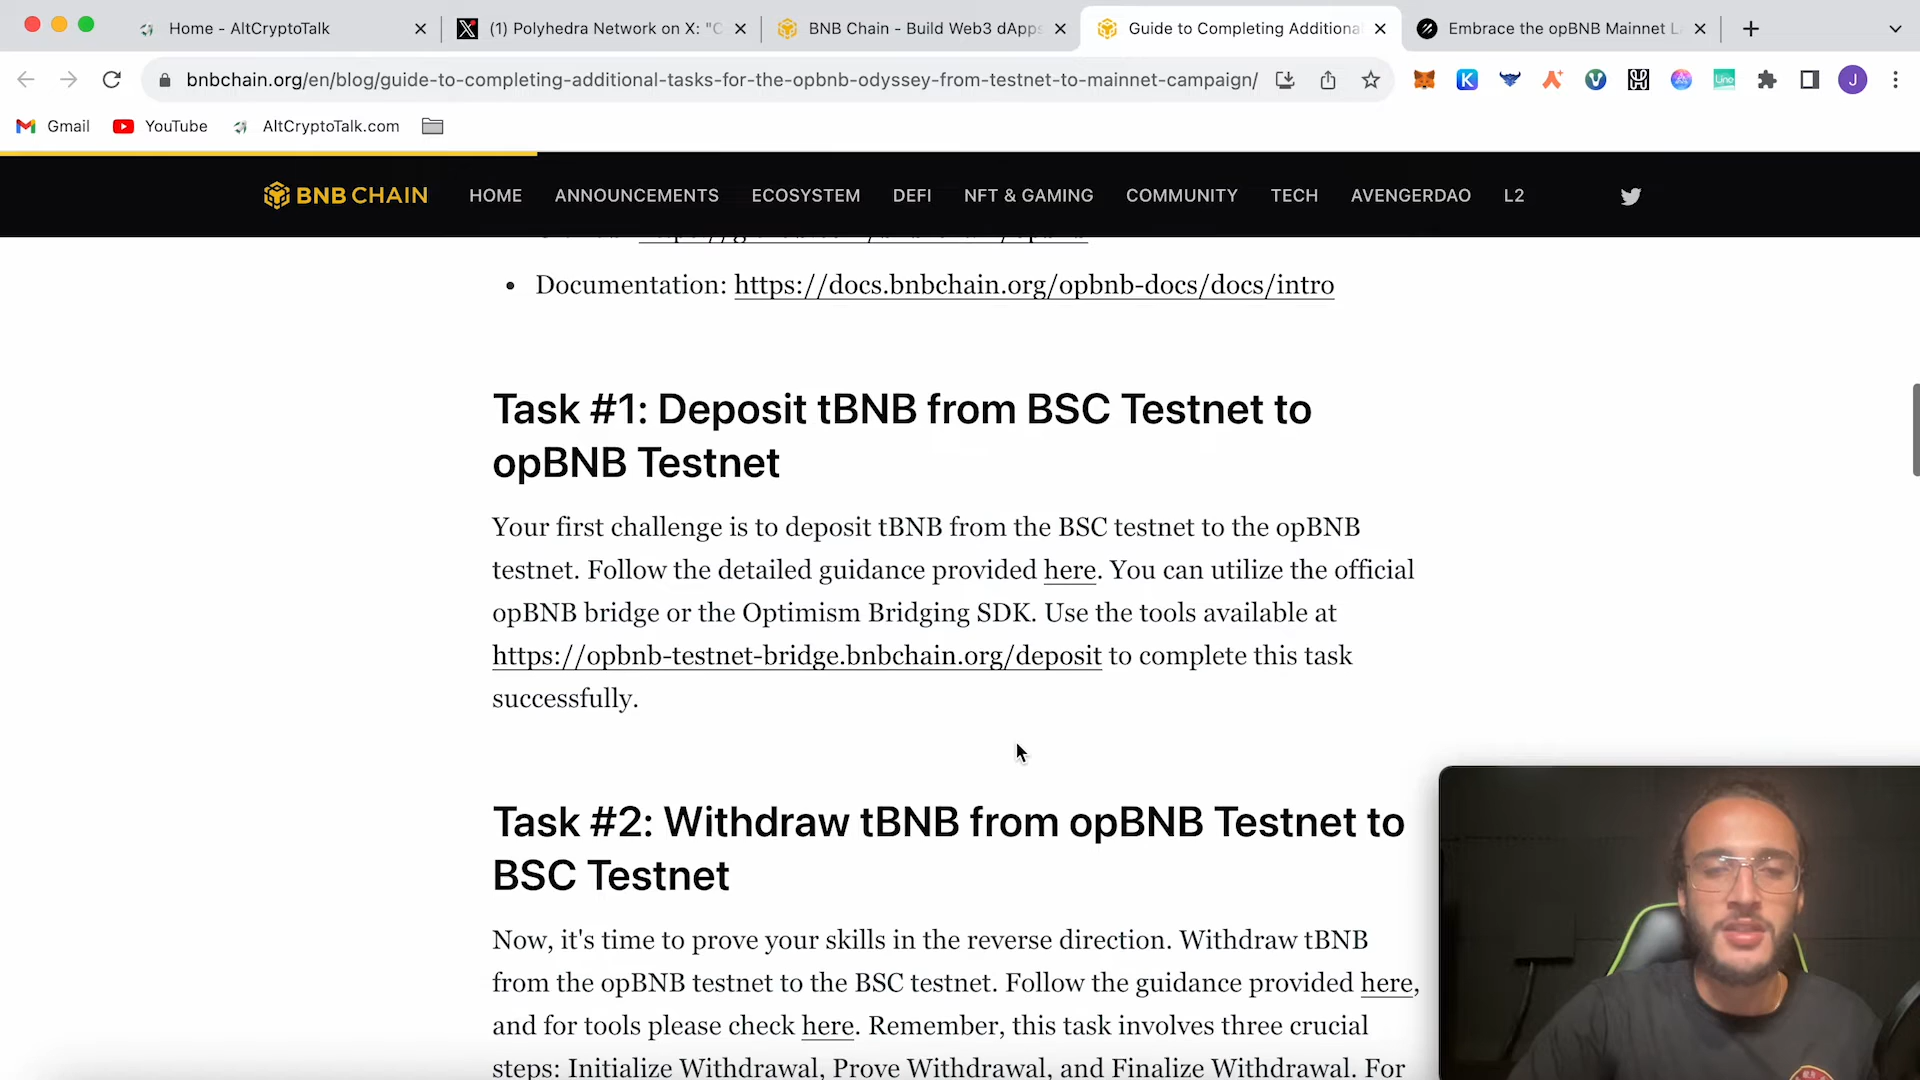 Home - AltCryptoTalk
(1) Polyhedra Network on X: "C
BNB Chain - Build Web3 dApps
Guide to Completing Additional
Embrace the opBNB Mainnet L
bnbchain.org/en/blog/guide-to-completing-additional-tasks-for-the-opbnb-odyssey-from-testnet-to-mainnet-campaign/
J
Gmail
YouTube
AltCryptoTalk.com
BNB CHAIN
HOME
ANNOUNCEMENTS
ECOSYSTEM
DEFI
NFT & GAMING
COMMUNITY
TECH
AVENGERDAO
L2
• Documentation: https://docs.bnbchain.org/opbnb-docs/docs/intro
Task #1: Deposit tBNB from BSC Testnet to
opBNB Testnet
Your first challenge is to deposit tBNB from the BSC testnet to the opBNB
testnet. Follow the detailed guidance provided here. You can utilize the official
opBNB bridge or the Optimism Bridging SDK. Use the tools available at
https://opbnb-testnet-bridge.bnbchain.org/deposit to complete this task
successfully.
Task #2: Withdraw tBNB from opBNB Testnet to
BSC Testnet
Now, it's time to prove your skills in the reverse direction. Withdraw tBNB
from the opBNB testnet to the BSC testnet. Follow the guidance provided here,
and for tools please check here. Remember, this task involves three crucial
steps: Initialize Withdrawal, Prove Withdrawal, and Finalize Withdrawal. For